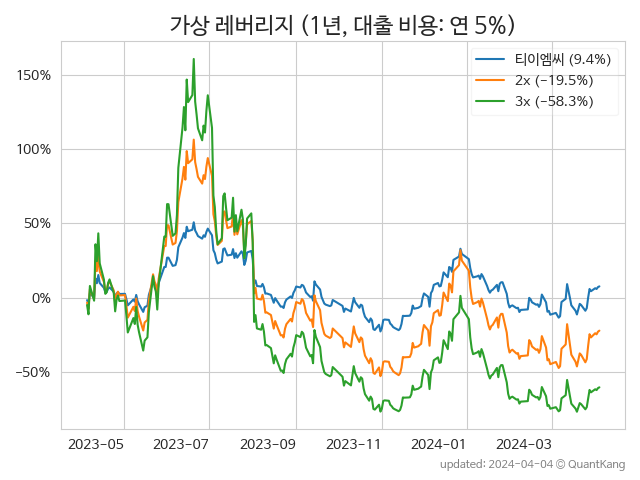 가상 레버리지 (1년, 대출 비용: 연 5%)
티이엠씨 (9.4%)
2x (−19.5%)
3x (−58.3%)
150%
100%
50%
0%
−50%
2023−05 2023−07 2023−09 2023−11 2024−01 2024−03
updated: 2024-04-04 © QuantKang